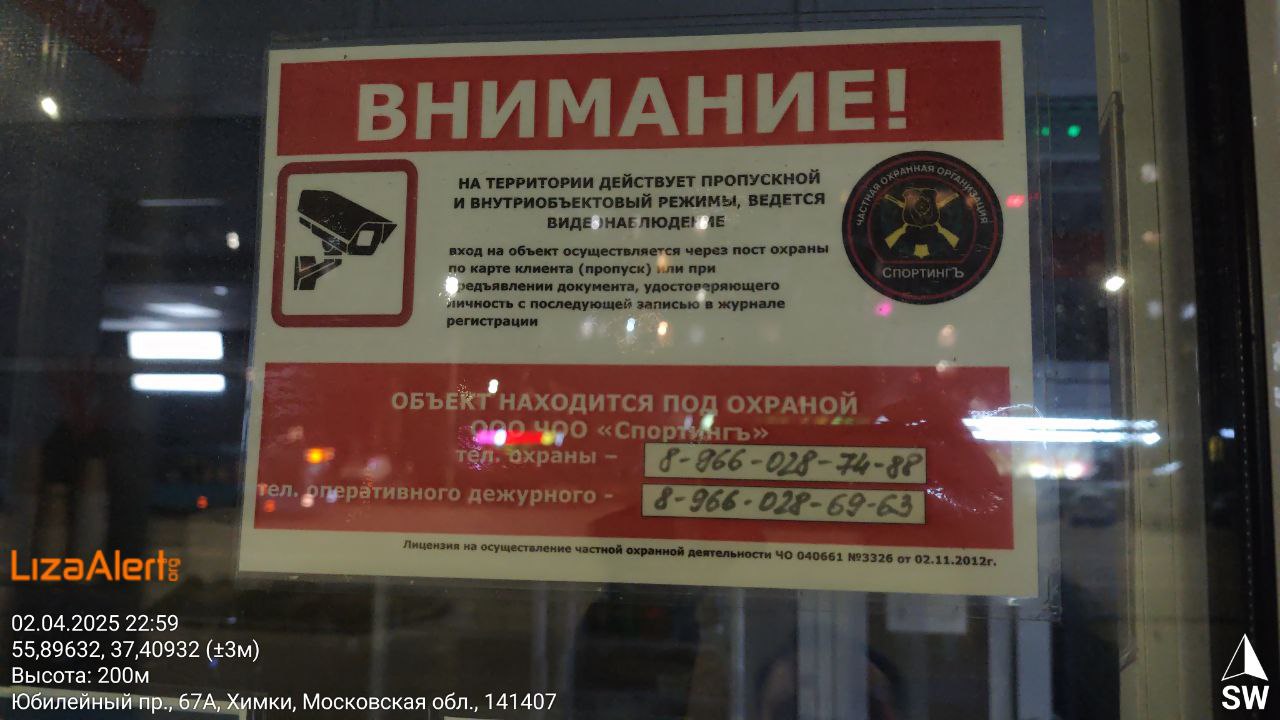 ВНИМАНИЕ!
НА ТЕРРИТОРИИ ДЕЙСТВУЕТ ПРОПУСКНОЙ
И ВНУТРИОБЪЕКТОВЫЙ РЕЖИМЫ, ВЕДЕТСЯ
ВИДЕОНАБЛЮДЕНИЕ
вход на объект осуществляется через пост охраны
по карте клиента (пропуск) или при
предъявлении документа, удостоверяющего
личность с последующей записью в журнале
регистрации
ЧАСТНАЯ ОХРАННАЯ ОРГАНИЗАЦИЯ
СПОРТИНГЪ
ОБЪЕКТ НАХОДИТСЯ ПОД ОХРАНОЙ
ООО ЧОО «Спортингъ»
тел. охраны – 8-966-028-74-88
тел. оперативного дежурного - 8-966-028-69-63
Лицензия на осуществление частной охранной деятельности ЧО 040661 №3326 от 02.11.2012г.
LizaAlert.org
02.04.2025 22:59
55,89632, 37,40932 (±3м)
Высота: 200м
Юбилейный пр., 67А, Химки, Московская обл., 141407
SW